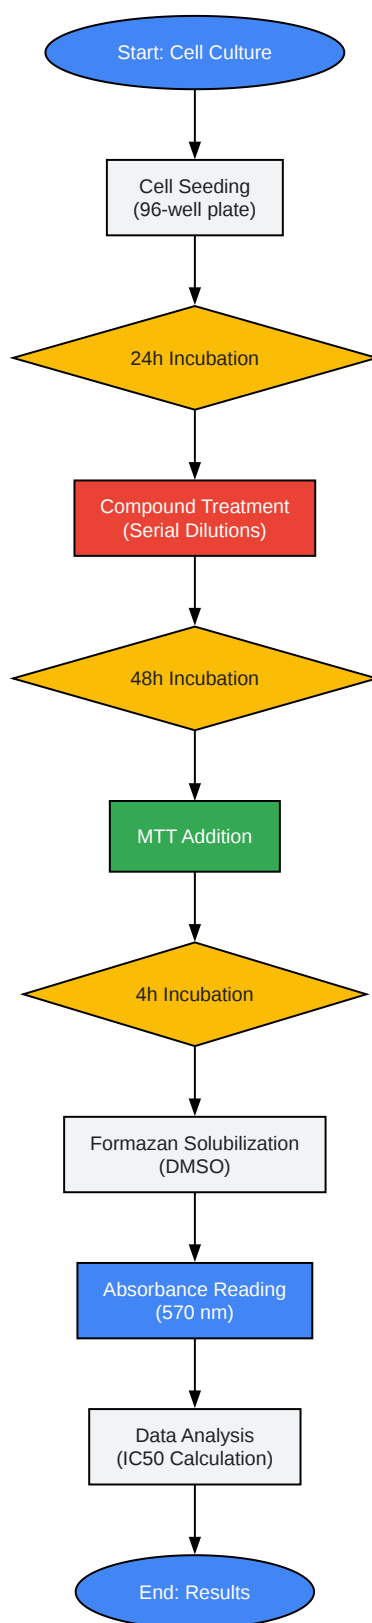 Start: Cell Culture
Cell Seeding
(96-well plate)
24h Incubation
Compound Treatment
(Serial Dilutions)
48h Incubation
MTT Addition
4h Incubation
Formazan Solubilization
(DMSO)
Absorbance Reading
(570 nm)
Data Analysis
(IC50 Calculation)
End: Results